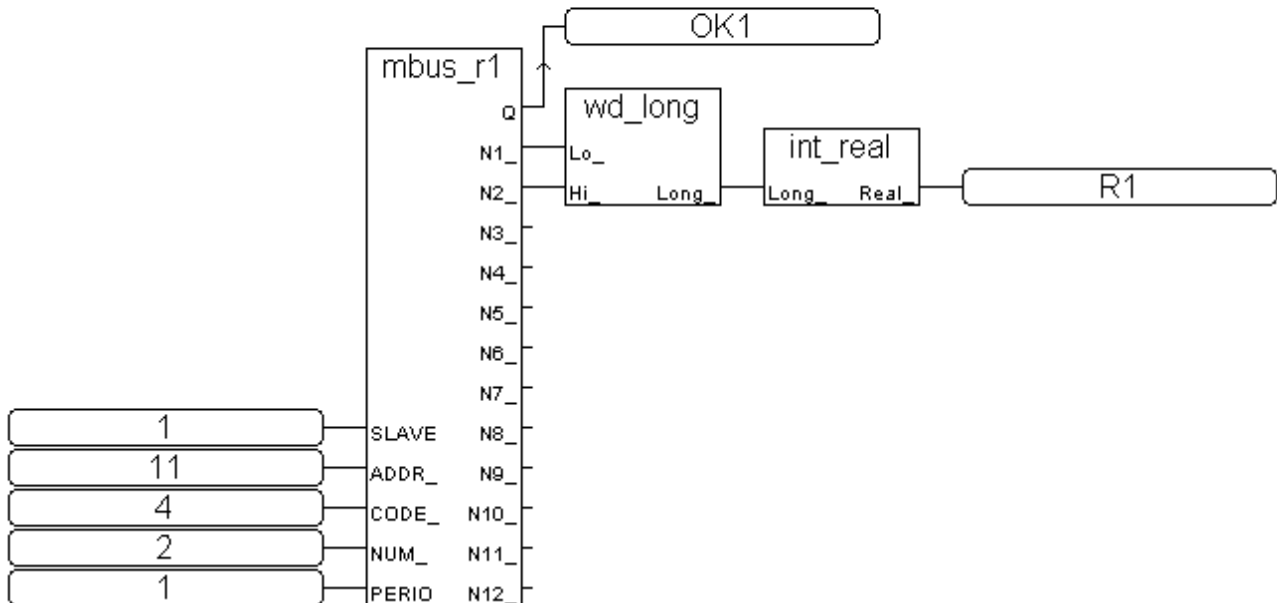 OK1
mbus_r1
Q
wd_long
N1_
Lo_
int_real
N2_
Hi_ Long_
Long_ Real_
R1
N3_
N4_
N5_
N6_
N7_
1
SLAVE N8_
11
ADDR_ N9_
4
CODE_ N10_
2
NUM_ N11_
1
PERIO N12_